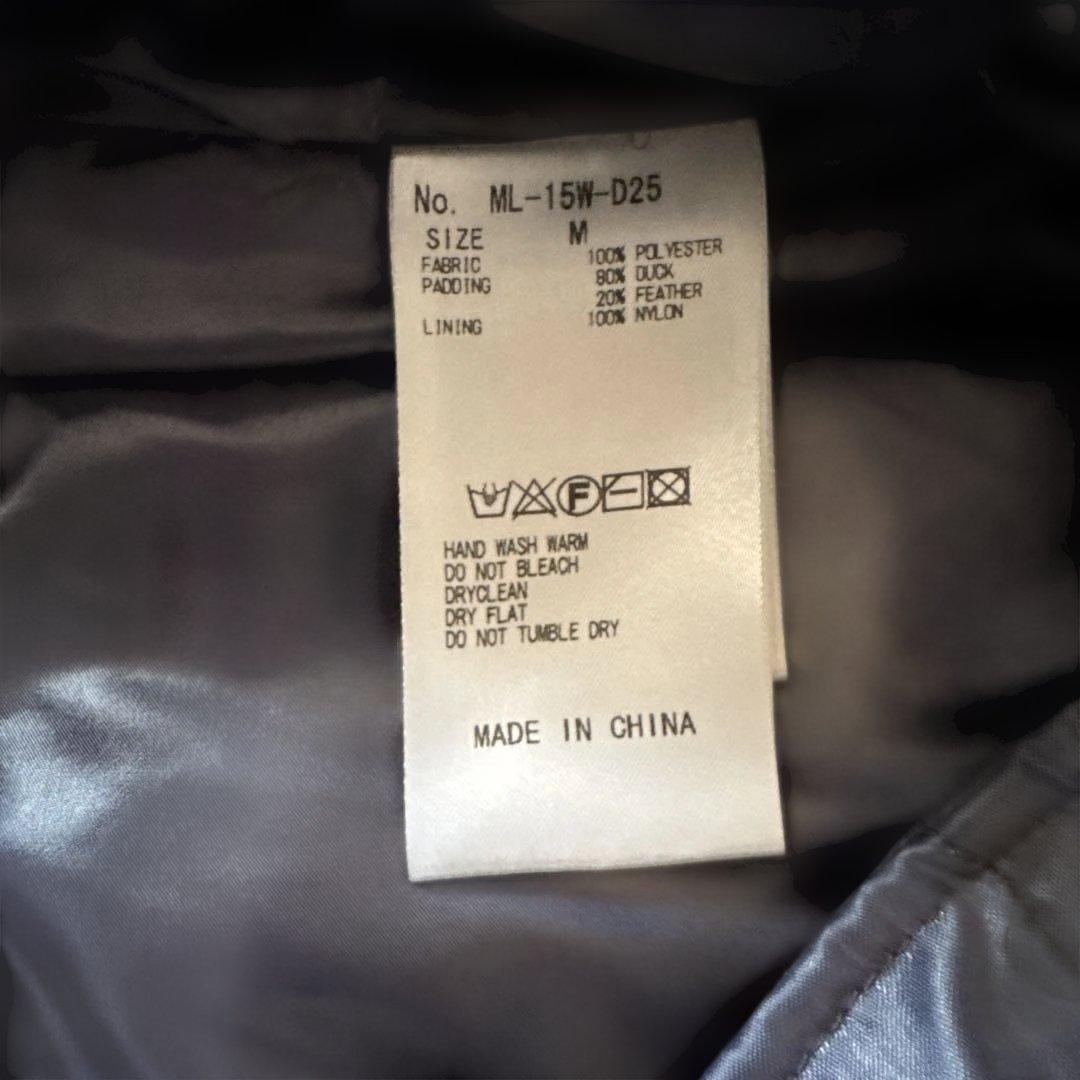 No. ML-15W-D25
SIZE M
FABRIC 100% POLYESTER
PADDING 80% DUCK
20% FEATHER
LINING 100% NYLON
F
HAND WASH WARM
DO NOT BLEACH
DRYCLEAN
DRY FLAT
DO NOT TUMBLE DRY
MADE IN CHINA